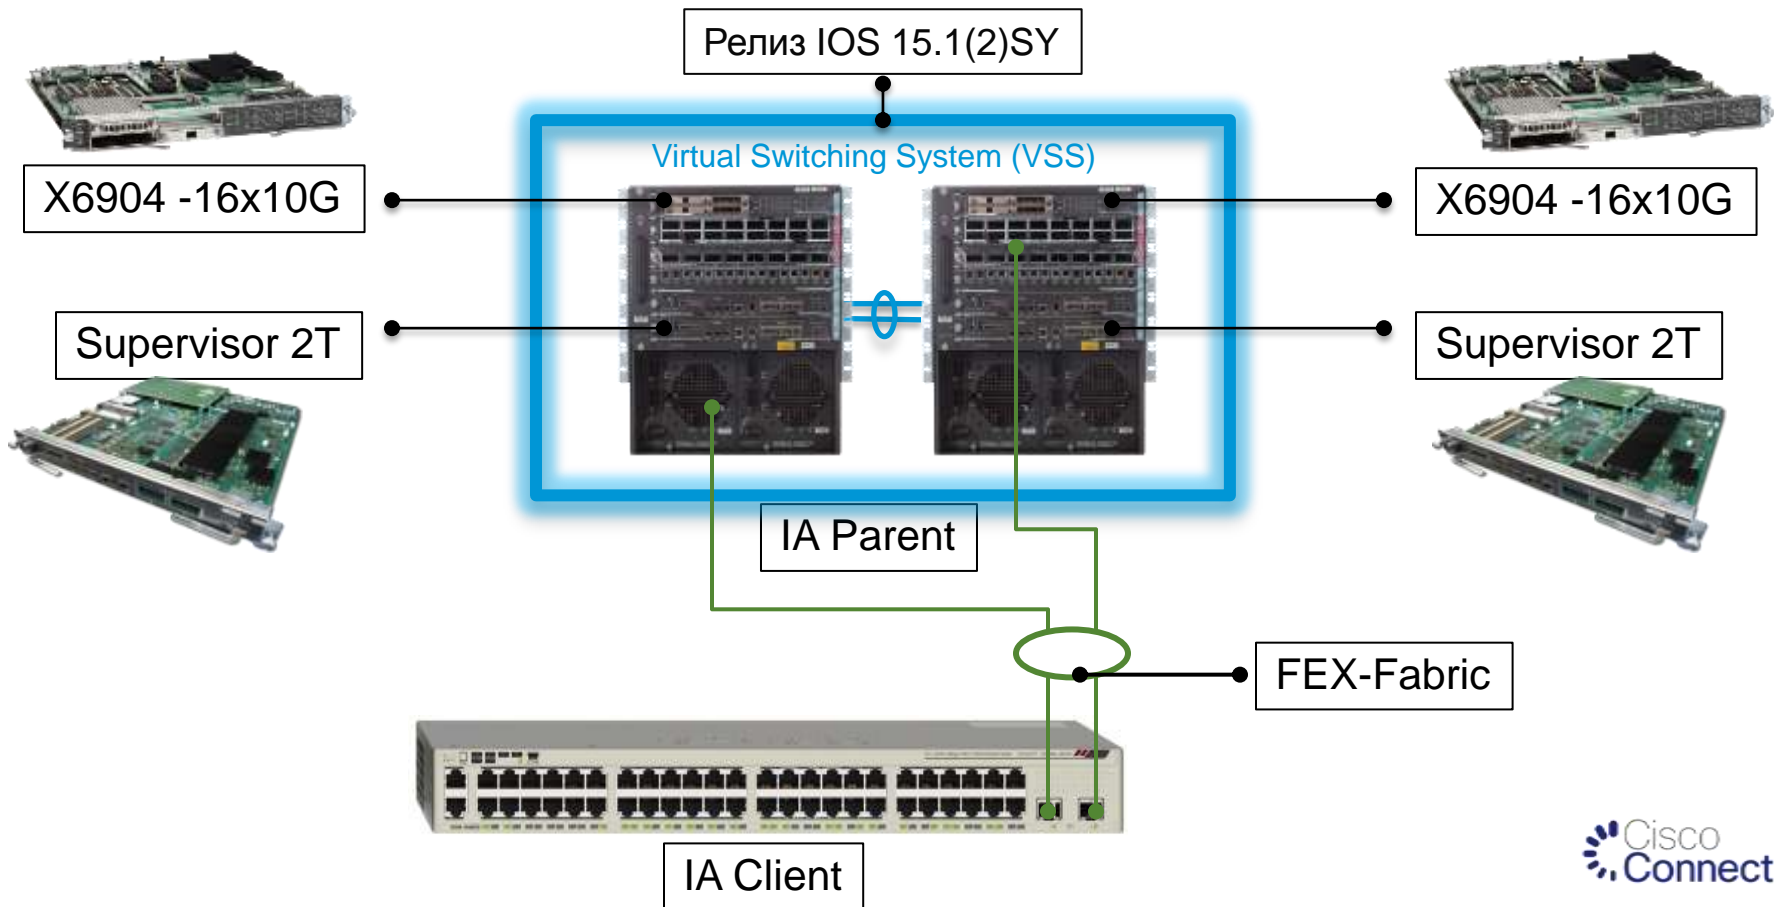 Релиз IOS 15.1(2)SY
Virtual Switching System (VSS)
X6904 -16x10G
X6904 -16x10G
Supervisor 2T
Supervisor 2T
IA Parent
FEX-Fabric
IA Client
Cisco
Connect